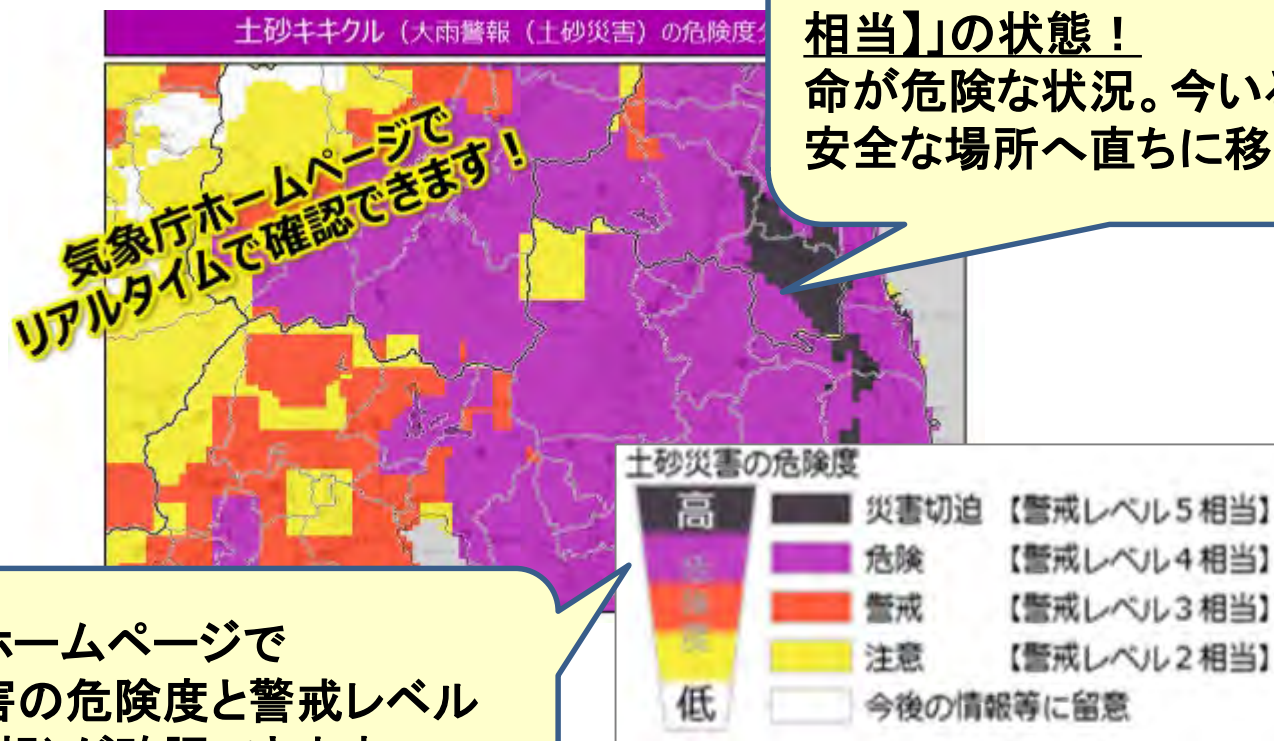 土砂キキクル（大雨警報（土砂災害）の危険度
相当】」の状態！
命が危険な状況。今い
安全な場所へ直ちに移
気象庁ホームページで
リアルタイムで確認できます！
土砂災害の危険度
高
危険度
低
災害切迫 【警戒レベル５相当】
危険 【警戒レベル４相当】
警戒 【警戒レベル３相当】
注意 【警戒レベル２相当】
今後の情報等に留意
ホームページで
害の危険度と警戒レベル